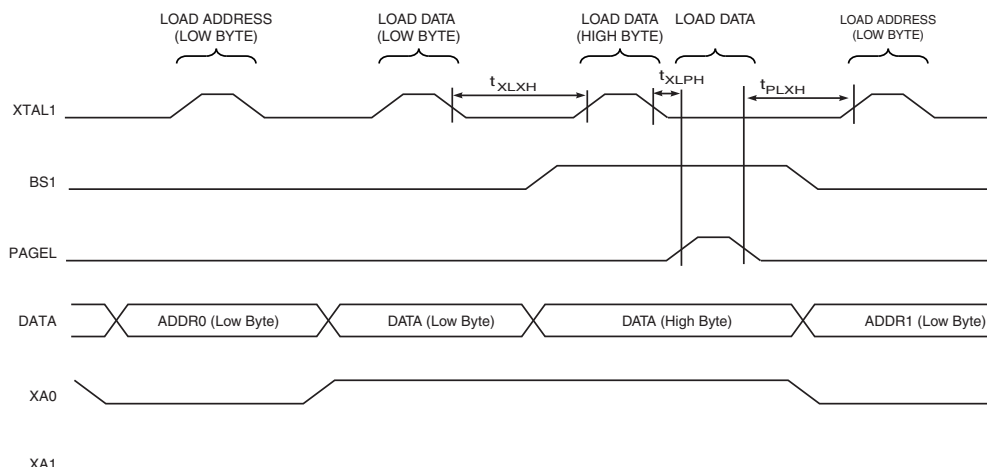 LOAD ADDRESS
(LOW BYTE)
LOAD DATA
(LOW BYTE)
LOAD DATA
(HIGH BYTE)
LOAD DATA
LOAD ADDRESS
(LOW BYTE)
XTAL1
tXLXH
tXLPH
tPLXH
BS1
PAGEL
DATA
ADDR0 (Low Byte)
DATA (Low Byte)
DATA (High Byte)
ADDR1 (Low Byte)
XA0
XA1